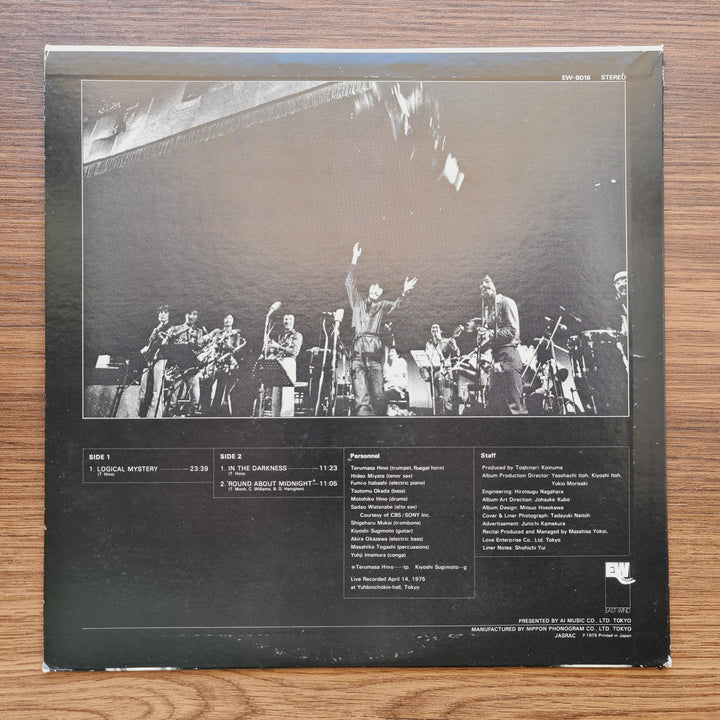 EW-8016 STEREO
SIDE 1
1. LOGICAL MYSTERY 23:39
(T. Hino)
SIDE 2
1. IN THE DARKNESS 11:23
(T. Hino)
2. 'ROUND ABOUT MIDNIGHT' 11:05
(T. Monk, C. Williams, B. D. Hanighen)
Personnel
Terumasa Hino (trumpet, fluegel horn)
Hideo Miyata (tenor sax)
Fumio Itabashi (electric piano)
Tsutomu Okada (bass)
Motohiko Hino (drums)
Sadao Watanabe (alto sax)
Courtesy of CBS/SONY Inc.
Shigeharu Mukai (trombone)
Kiyoshi Sugimoto (guitar)
Akira Okazawa (electric bass)
Masahiko Togashi (percussions)
Yuhji Imamura (conga)
Terumasa Hino——tp. Kiyoshi Sugimoto—g
Live Recorded April 14, 1975
at Yuhbinchokin-hall, Tokyo
Staff
Produced by Toshinari Koinuma
Album Production Director: Yasohachi Itoh, Kiyoshi Itoh,
Yukio Morisaki
Engineering: Hirotsugu Nagahara
Album Art Direction: Johsuke Kubo
Album Design: Mitsuo Hosokawa
Cover & Liner Photograph: Tadayuki Naitoh
Advertisement: Junichi Kamekura
Recital Produced and Managed by Masahisa Yokoi,
Love Enterprise Co., Ltd. Tokyo
Liner Notes: Shohichi Yui
EW
EAST WIND
PRESENTED BY AI MUSIC CO., LTD. TOKYO
MANUFACTURED BY NIPPON PHONOGRAM CO., LTD. TOKYO
JASRAC P 1975 Printed in Japan